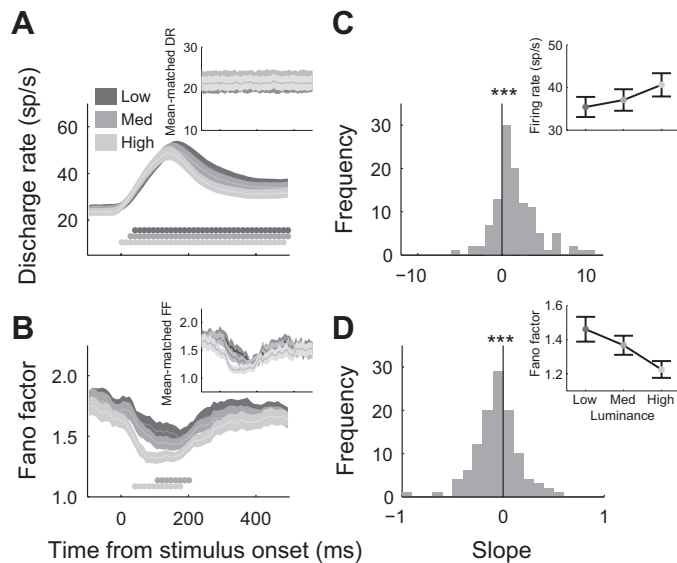 A
Discharge rate (sp/s)
60
40
20
Low
Med
High
Mean-matched DR
30
20
10
B
Fano factor
2.25
2.0
1.5
1.0
Mean-matched FF
2.0
1.5
1.0
0
200
400
Time from stimulus onset (ms)
C
Frequency
30
20
10
0
***
−10
0
10
Firing rate (sp/s)
50
40
30
D
Frequency
30
20
10
0
***
−1
0
1
Slope
Fano factor
1.6
1.4
1.2
Low Med High
Luminance